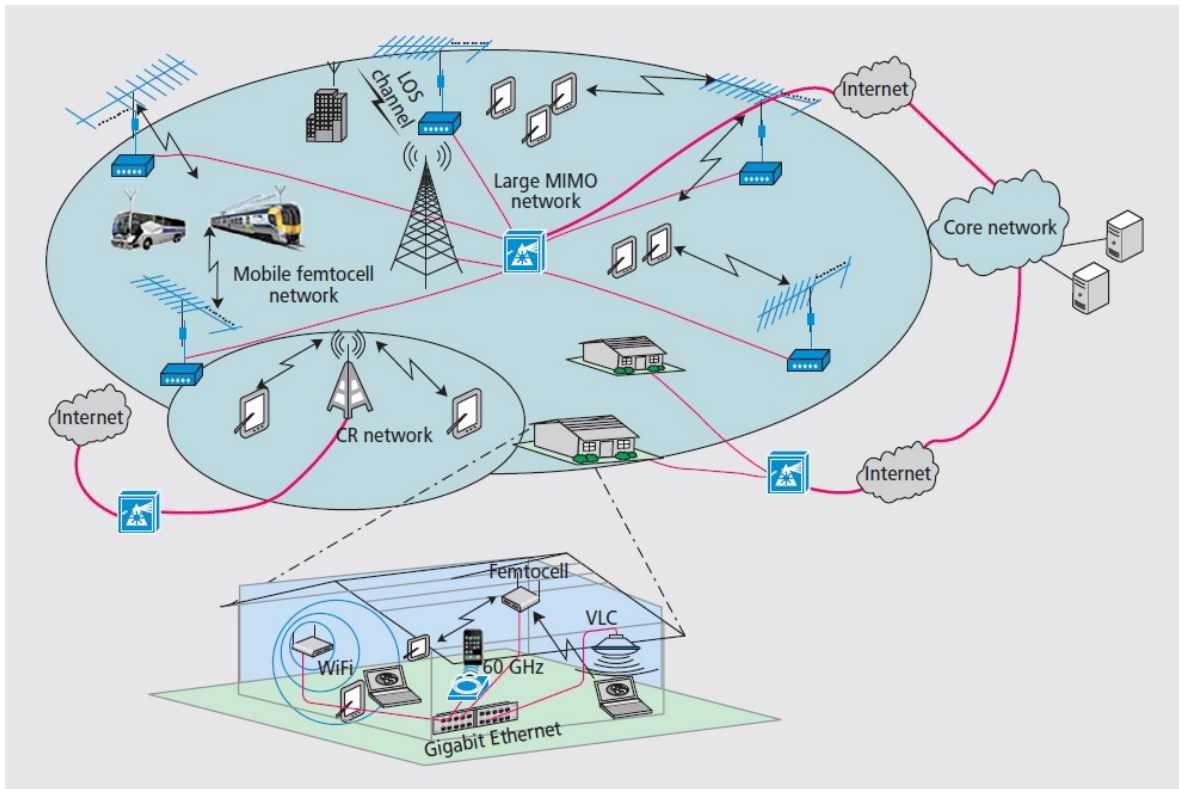 LOS
channel
Internet
Large MIMO
network
Core network
Mobile femtocell
network
Internet
CR network
Internet
Femtocell
VLC
WiFi
60 GHz
Gigabit Ethernet